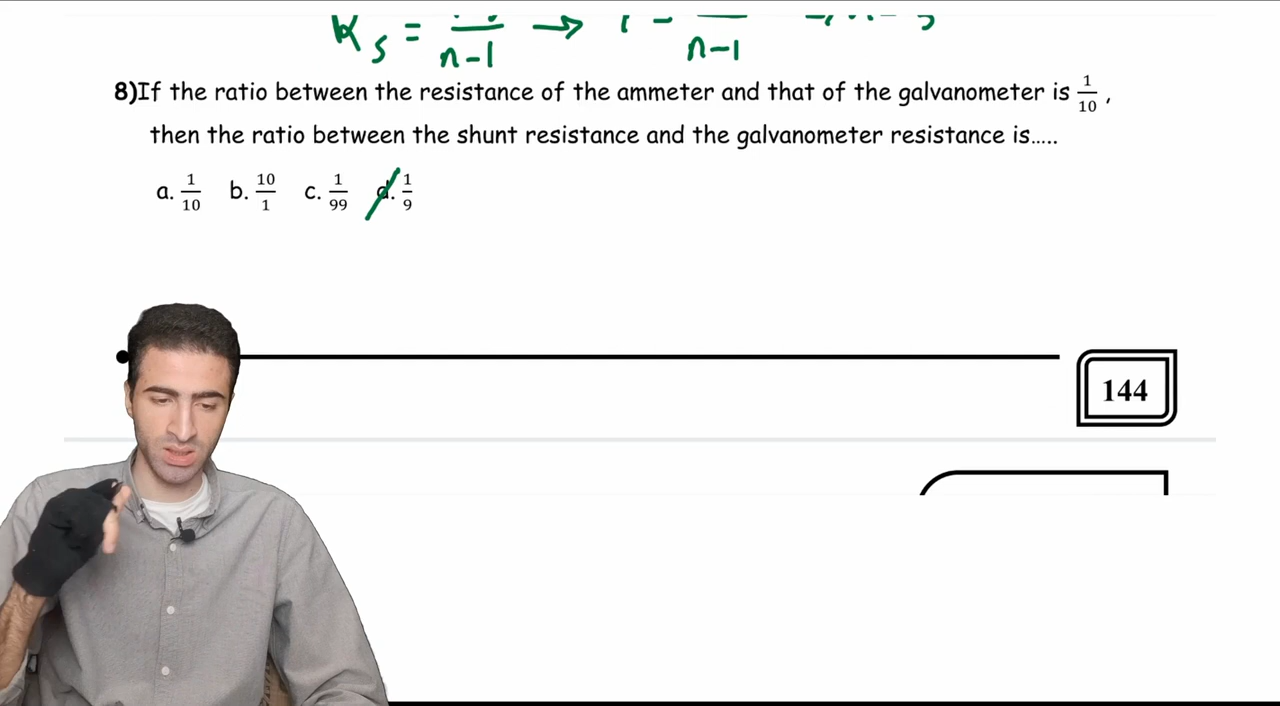 R s = n-1 → n-1
8)If the ratio between the resistance of the ammeter and that of the galvanometer is 1/10 ,
then the ratio between the shunt resistance and the galvanometer resistance is.....
a. 1/10 b. 10/1 c. 1/99 d. 1/9
144